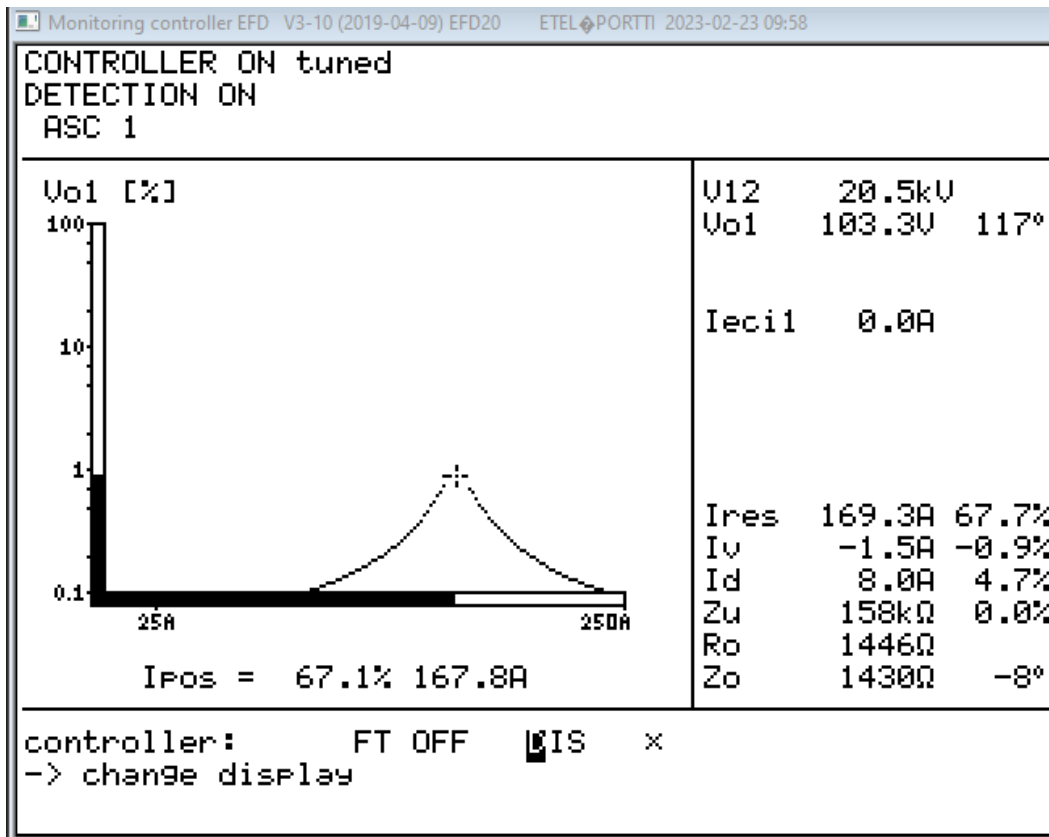 Monitoring controller EFD V3-10 (2019-04-09) EFD20 ETEL�PORTTI 2023-02-23 09:58
CONTROLLER ON tuned
DETECTION ON
ASC 1
Vo1 [%]
100
10
1
0.1
25A 250A
Ipos = 67.1% 167.8A
V12 20.5kV
Vo1 103.3V 117°
Ieci1 0.0A
Ires 169.3A 67.7%
Iv -1.5A -0.9%
Id 8.0A 4.7%
Zu 158kΩ 0.0%
Ro 1446Ω
Zo 1430Ω -8°
controller: FT OFF DIS ×
-> change display